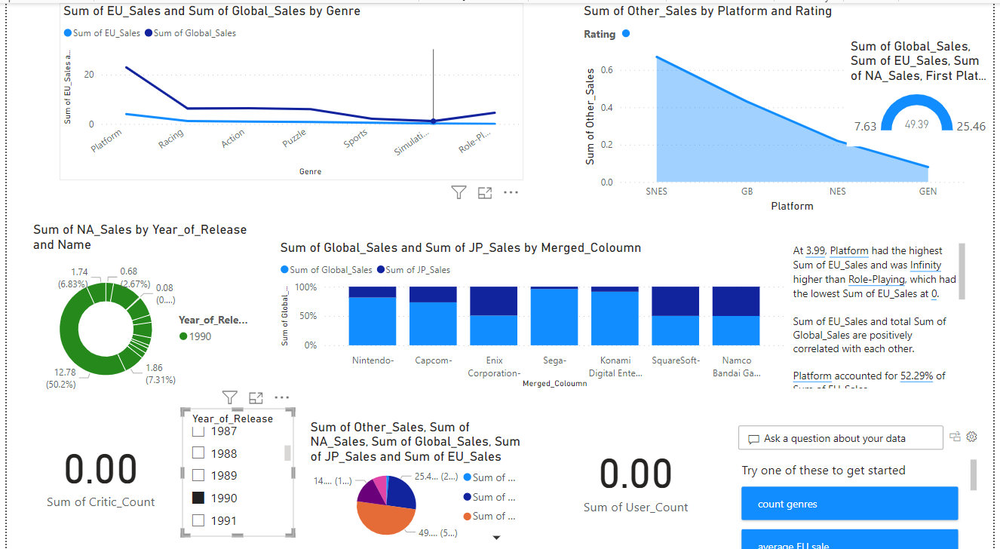 Sum of EU_Sales and Sum of Global_Sales by Genre
Sum of EU_Sales Sum of Global_Sales
Sum of EU_Sales a...
20
0
Platform
Racing
Action
Puzzle
Sports
Simulati...
Role-Pl...
Genre
Sum of Other_Sales by Platform and Rating
Rating
Sum of Other_Sales
0.6
0.4
0.2
0.0
SNES GB NES GEN
Platform
Sum of Global_Sales,
Sum of EU_Sales, Sum
of NA_Sales, First Plat...
7.63 49.39 25.46
Sum of NA_Sales by Year_of_Release
and Name
1.74
(6.83%)
0.68
(2.67%)
0.08
(0....)
12.78
(50.2%)
1.86
(7.31%)
Year_of_Rele...
1990
Sum of Global_Sales and Sum of JP_Sales by Merged_Coloumn
Sum of Global_Sales Sum of JP_Sales
Sum of Global_...
100%
50%
0%
Nintendo-
Capcom-
Enix
Corporation-
Sega-
Konami
Digital Ente...
SquareSoft-
Namco
Bandai Ga...
Merged_Coloumn
At 3.99, Platform had the highest
Sum of EU_Sales and was Infinity
higher than Role-Playing, which had
the lowest Sum of EU_Sales at 0.
Sum of EU_Sales and total Sum of
Global_Sales are positively
correlated with each other.
Platform accounted for 52.29% of
Sum of EU_Sales
0.00
Sum of Critic_Count
Year_of_Release
1987
1988
1989
1990
1991
Sum of Other_Sales, Sum of
NA_Sales, Sum of Global_Sales, Sum
of JP_Sales and Sum of EU_Sales
14.... (1...)
25.4... (2...)
49.... (5...)
Sum of ...
Sum of ...
Sum of ...
0.00
Sum of User_Count
Ask a question about your data
Try one of these to get started
count genres
average EU sale